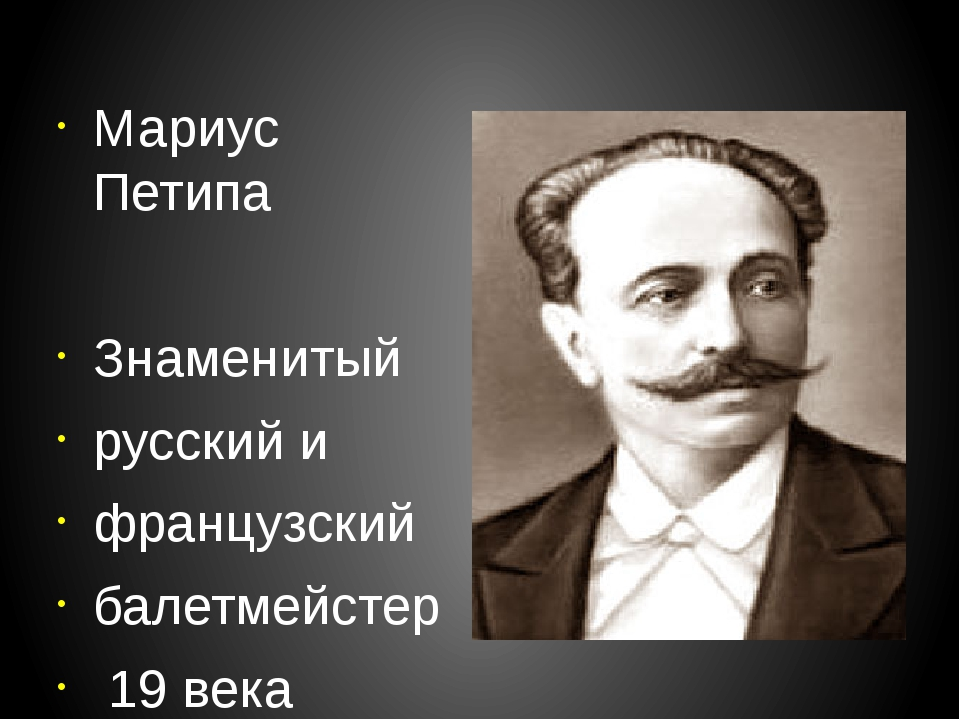 Мариус
Петипа
Знаменитый
русский и
французский
балетмейстер
19 века